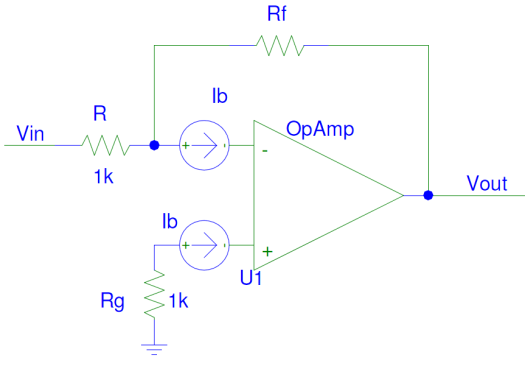 Rf
Ib
R
OpAmp
Vin
+ -
-
1k
Vout
Ib
+ -
+
U1
Rg
1k